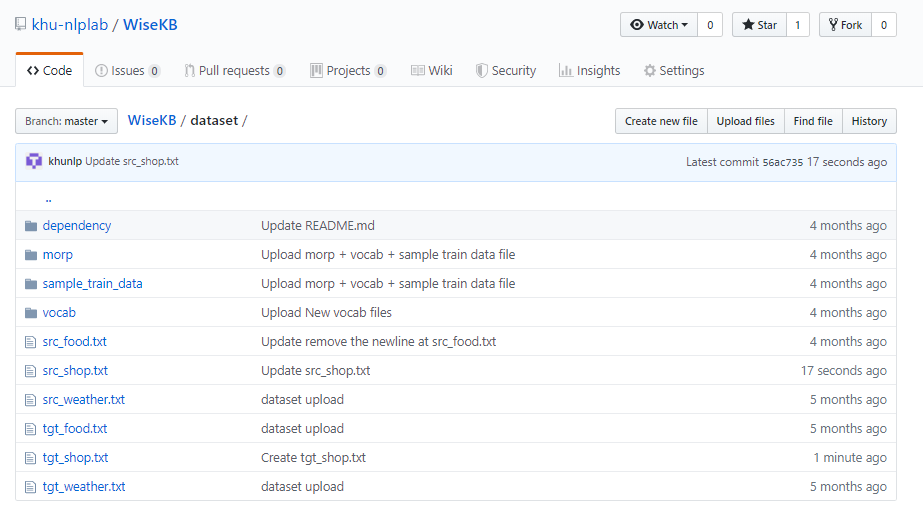 khu-nlplab / WiseKB
Watch 0 Star 1 Fork 0
Code Issues 0 Pull requests 0 Projects 0 Wiki Security Insights Settings
Branch: master WiseKB / dataset / Create new file Upload files Find file History
khunlp Update src_shop.txt Latest commit 56ac735 17 seconds ago
..
dependency Update README.md 4 months ago
morp Upload morp + vocab + sample train data file 4 months ago
sample_train_data Upload morp + vocab + sample train data file 4 months ago
vocab Upload New vocab files 4 months ago
src_food.txt Update remove the newline at src_food.txt 4 months ago
src_shop.txt Update src_shop.txt 17 seconds ago
src_weather.txt dataset upload 5 months ago
tgt_food.txt dataset upload 5 months ago
tgt_shop.txt Create tgt_shop.txt 1 minute ago
tgt_weather.txt dataset upload 5 months ago